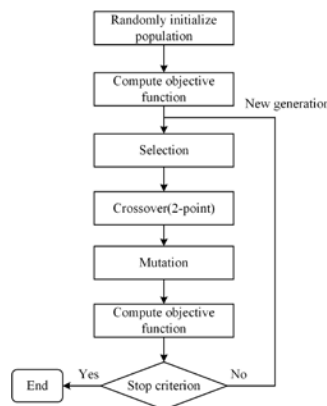 Randomly initialize
population
Compute objective
function
New generation
Selection
Crossover(2-point)
Mutation
Compute objective
function
Yes
No
End
Stop criterion